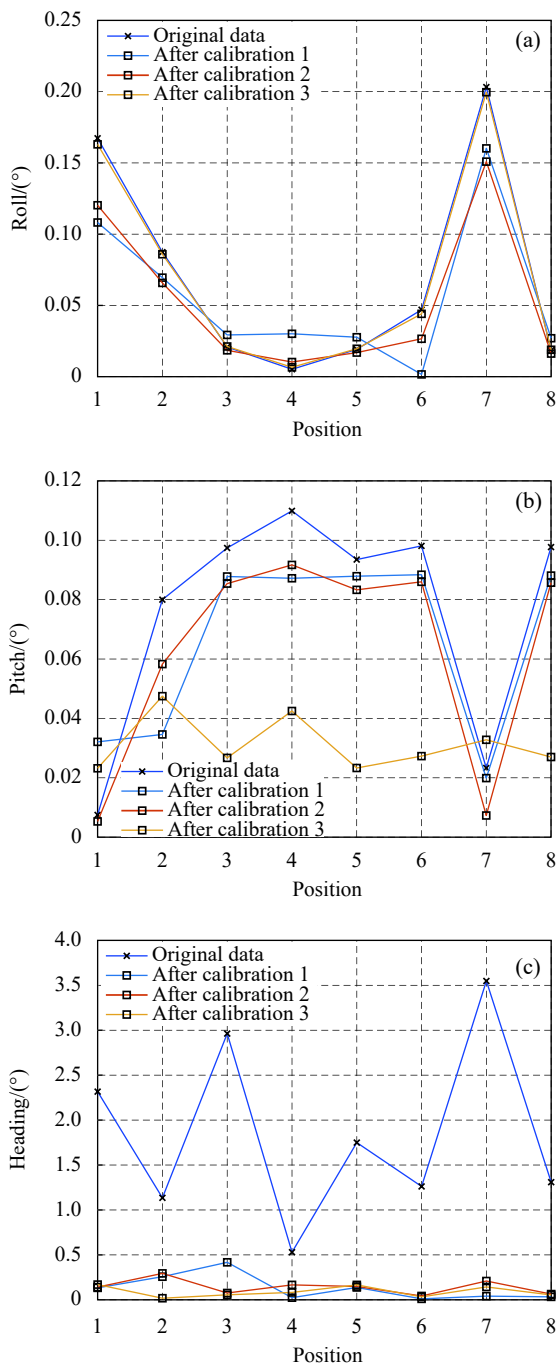 0.25
Original data
(a)
After calibration 1
After calibration 2
0.20
After calibration 3
0.15
Roll/(°)
0.10
0.05
0
1 2 3 4 5 6 7 8
Position
0.12
(b)
0.10
0.08
Pitch/(°)
0.06
0.04
0.02
Original data
After calibration 1
After calibration 2
After calibration 3
0
1 2 3 4 5 6 7 8
Position
4.0
Original data
(c)
After calibration 1
3.5
After calibration 2
After calibration 3
3.0
2.5
Heading/(°)
2.0
1.5
1.0
0.5
0
1 2 3 4 5 6 7 8
Position